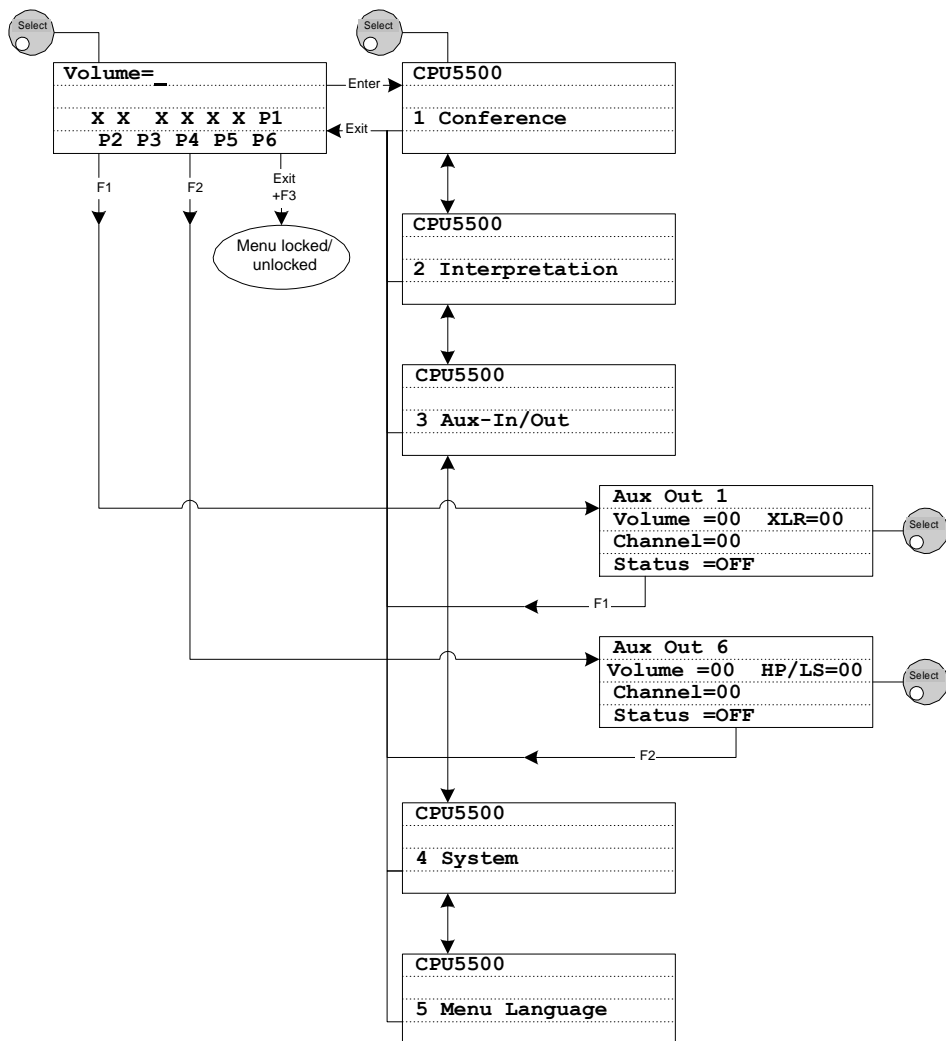 Select
Select
Volume=_
X X X X X X P1
P2 P3 P4 P5 P6
Enter
Exit
CPU5500
1 Conference
F1
F2
Exit
+F3
Menu locked/
unlocked
CPU5500
2 Interpretation
CPU5500
3 Aux-In/Out
Aux Out 1
Volume =00 XLR=00
Channel=00
Status =OFF
Select
F1
Aux Out 6
Volume =00 HP/LS=00
Channel=00
Status =OFF
Select
F2
CPU5500
4 System
CPU5500
5 Menu Language